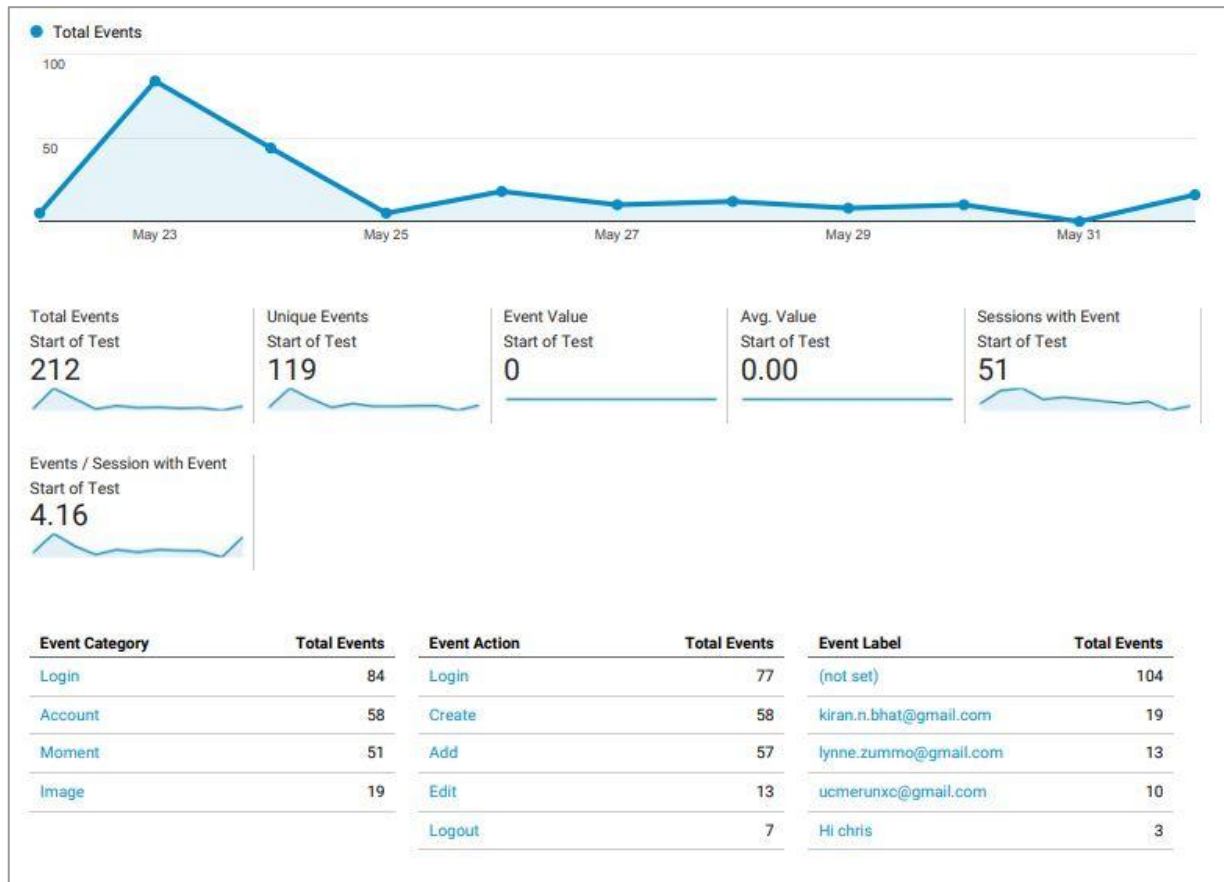 Total Events
100
50
May 23 May 25 May 27 May 29 May 31
Total Events Unique Events Event Value Avg. Value Sessions with Event
Start of Test Start of Test Start of Test Start of Test Start of Test
212 119 0 0.00 51
Events / Session with Event
Start of Test
4.16
Event Category Total Events Event Action Total Events Event Label Total Events
Login 84 Login 77 (not set) 104
Account 58 Create 58 kiran.n.bhat@gmail.com 19
Moment 51 Add 57 lynne.zummo@gmail.com 13
Image 19 Edit 13 ucmerunxc@gmail.com 10
Logout 7 Hi chris 3